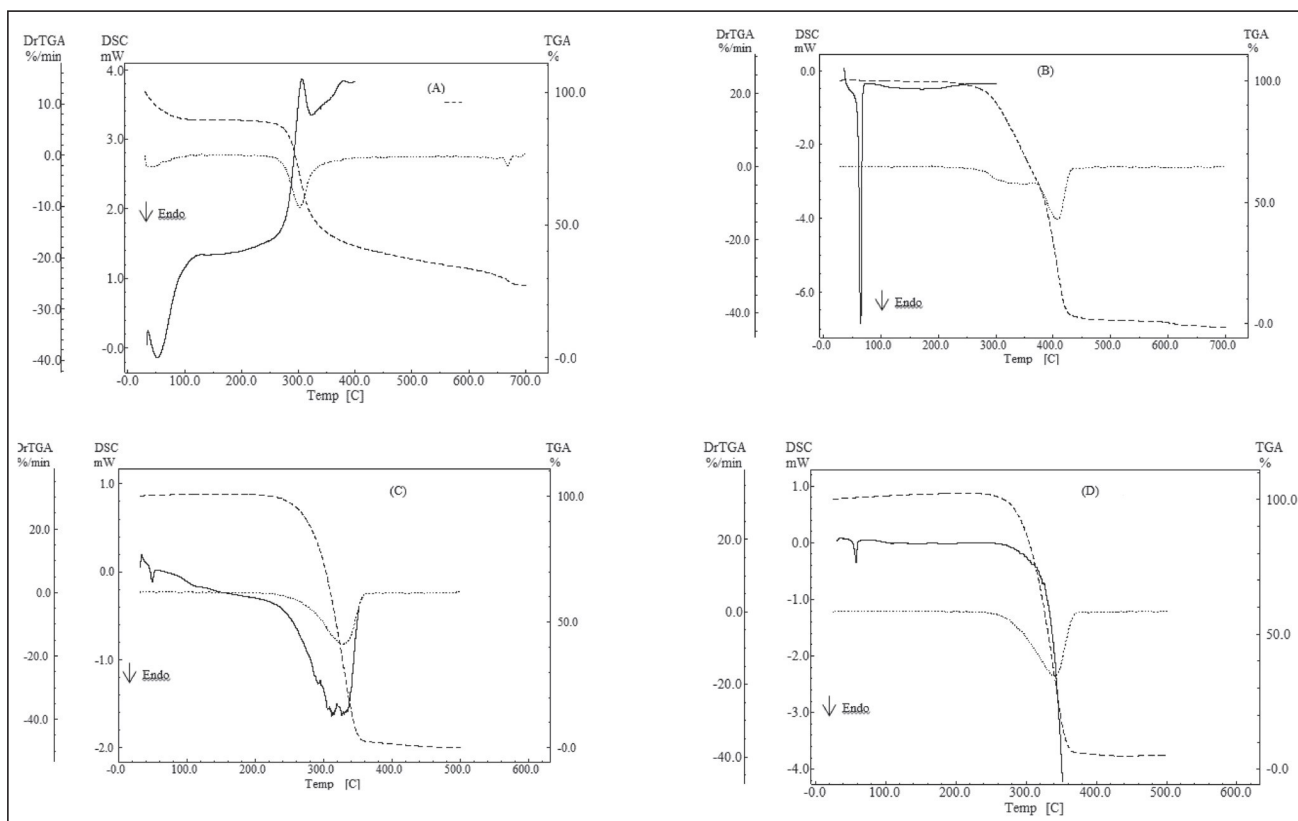 DrTGA DSC TGA
%/min mW %
4.0
(A)
10.0 100.0
3.0
0.0
2.0
-10.0
Endo
50.0
-20.0
1.0
-30.0
-0.0
-40.0 -0.0
-0.0 100.0 200.0 300.0 400.0 500.0 600.0 700.0
Temp [C]
DrTGA DSC TGA
%/min mW %
0.0 (B) 100.0
20.0
-2.0
0.0
50.0
-4.0
-20.0
-6.0 Endo
-40.0 -0.0
-0.0 100.0 200.0 300.0 400.0 500.0 600.0 700.0
Temp [C]
DrTGA DSC TGA
%/min mW %
1.0 (C) 100.0
20.0
0.0
0.0
50.0
-1.0
-20.0 Endo
-40.0
-2.0 -0.0
-0.0 100.0 200.0 300.0 400.0 500.0 600.0
Temp [C]
DrTGA DSC TGA
%/min mW %
1.0 (D) 100.0
20.0
0.0
-1.0
0.0
50.0
-2.0
-20.0
-3.0 Endo
-40.0
-4.0 -0.0
-0.0 100.0 200.0 300.0 400.0 500.0 600.0
Temp [C]